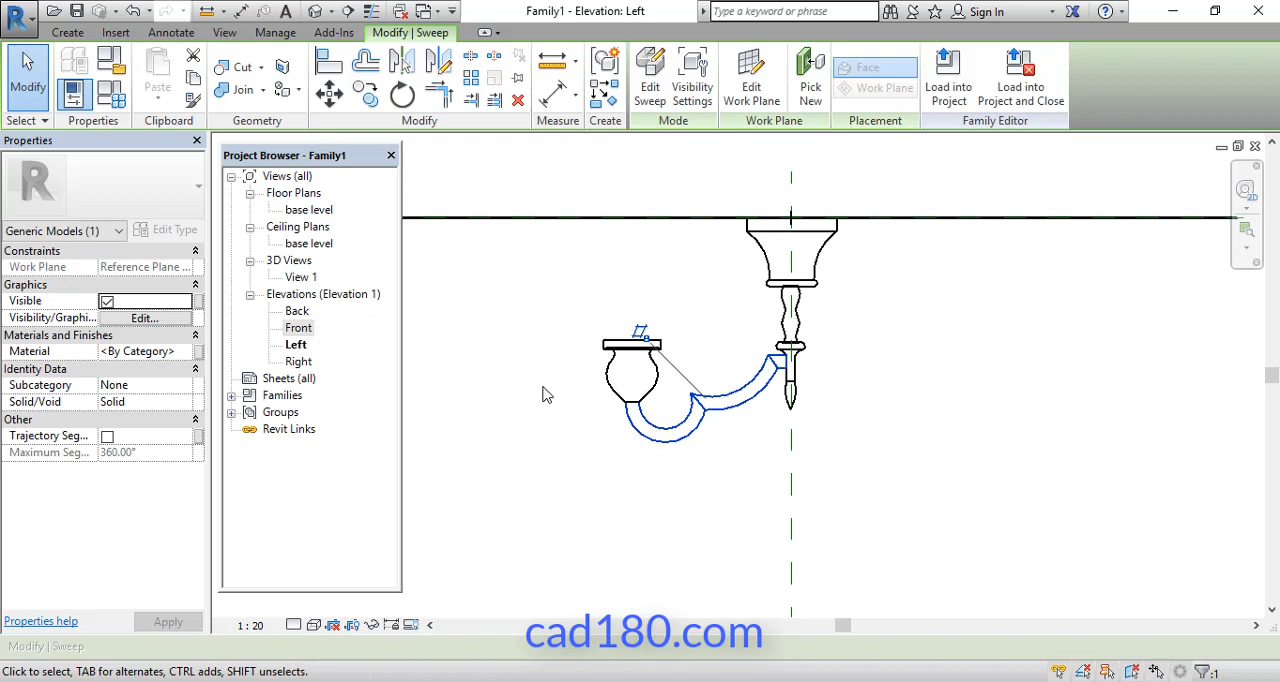 Family1 - Elevation: Left
Type a keyword or phrase
Sign In
Create
Insert
Annotate
View
Manage
Add-Ins
Modify | Sweep
Modify
Paste
Cut
Join
Edit Sweep
Visibility Settings
Edit Work Plane
Pick New
Face
Work Plane
Load into Project
Load into Project and Close
Select
Properties
Clipboard
Geometry
Modify
Measure
Create
Mode
Work Plane
Placement
Family Editor
Properties
R
Generic Models (1)
Edit Type
Constraints
Work Plane Reference Plane ...
Graphics
Visible
Visibility/Graphi... Edit...
Materials and Finishes
Material <By Category>
Identity Data
Subcategory None
Solid/Void Solid
Other
Trajectory Seg...
Maximum Seg... 360.00°
Properties help
Apply
Project Browser - Family1
Views (all)
Floor Plans
base level
Ceiling Plans
base level
3D Views
View 1
Elevations (Elevation 1)
Back
Front
Left
Right
Sheets (all)
Families
Groups
Revit Links
2D
1 : 20
cad180.com
Modify | Sweep
Click to select, TAB for alternates, CTRL adds, SHIFT unselects.
:1